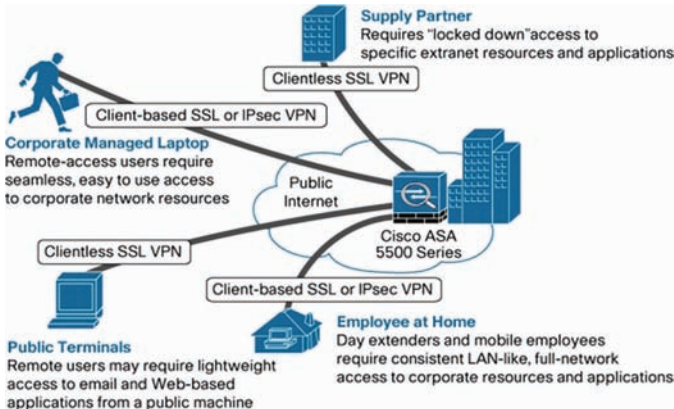 Supply Partner
Requires "locked down"access to
specific extranet resources and applications
Clientless SSL VPN
Client-based SSL or IPsec VPN
Corporate Managed Laptop
Remote-access users require
seamless, easy to use access
to corporate network resources
Public
Internet
Cisco ASA
5500 Series
Clientless SSL VPN
Client-based SSL or IPsec VPN
Public Terminals
Remote users may require lightweight
access to email and Web-based
applications from a public machine
Employee at Home
Day extenders and mobile employees
require consistent LAN-like, full-network
access to corporate resources and applications